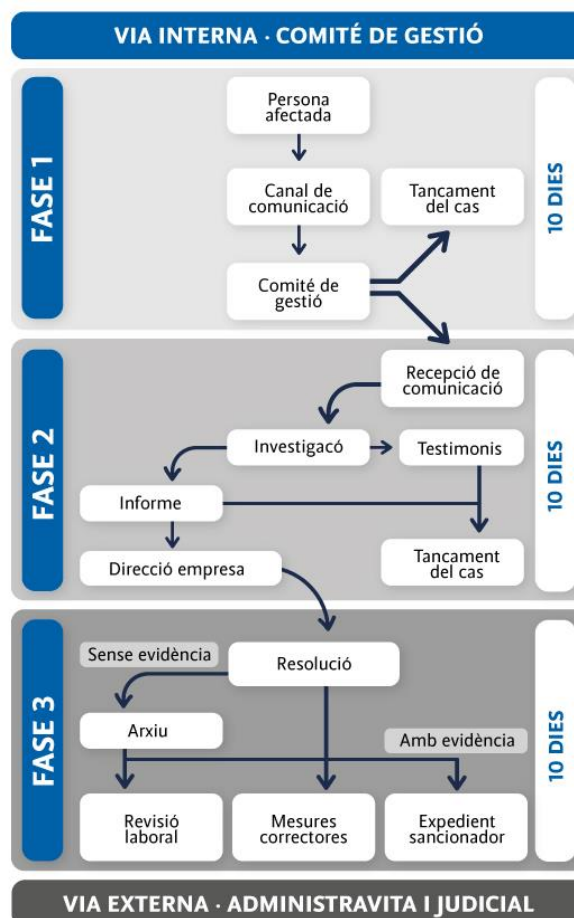 VIA INTERNA · COMITÉ DE GESTIÓ
FASE 1
Persona
afectada
Canal de
comunicació
Tancament
del cas
Comité de
gestió
10 DIES
FASE 2
Recepció de
comunicació
Investigacó
Testimonis
Informe
Direcció empresa
Tancament
del cas
10 DIES
FASE 3
Sense evidència
Resolució
Arxiu
Amb evidència
Revisió
laboral
Mesures
correctores
Expedient
sancionador
10 DIES
VIA EXTERNA · ADMINISTRAVITA I JUDICIAL